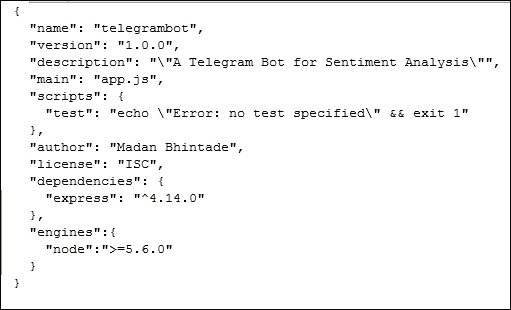 {
  "name": "telegrambot",
  "version": "1.0.0",
  "description": "\"A Telegram Bot for Sentiment Analysis\"",
  "main": "app.js",
  "scripts": {
    "test": "echo \"Error: no test specified\" && exit 1"
  },
  "author": "Madan Bhintade",
  "license": "ISC",
  "dependencies": {
    "express": "^4.14.0"
  },
  "engines":{
    "node":">=5.6.0"
  }
}